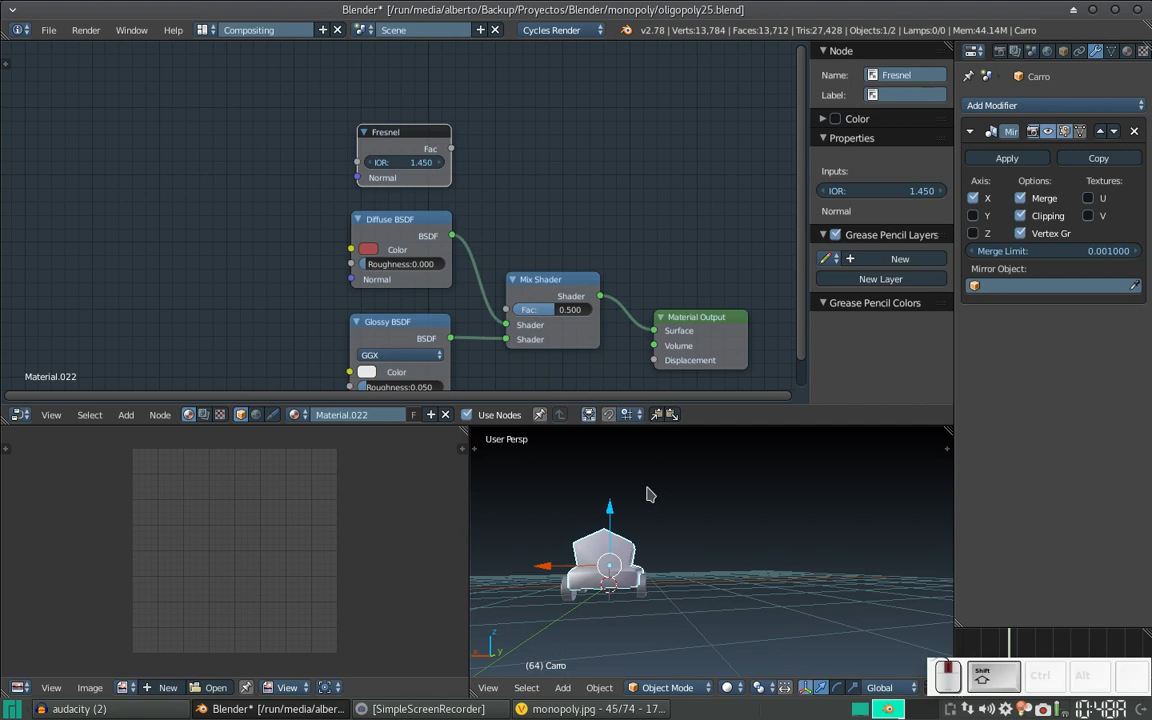 Blender* [/run/media/alberto/Backup/Proyectos/Blender/monopoly/oligopoly25.blend]
File Render Window Help Compositing Scene Cycles Render v2.78 | Verts:13,784 | Faces:13,712 | Tris:27,428 | Objects:1/2 | Lamps:0/0 | Mem:44.14M | Carro
Fresnel
Fac
IOR: 1.450
Normal
Diffuse BSDF
BSDF
Color
Roughness:0.000
Normal
Glossy BSDF
BSDF
GGX
Color
Roughness:0.050
Mix Shader
Shader
Fac: 0.500
Shader
Shader
Material Output
Surface
Volume
Displacement
Material.022
Node
Name: Fresnel
Label:
Color
Properties
Inputs:
IOR: 1.450
Normal
Grease Pencil Layers
New
New Layer
Grease Pencil Colors
Carro
Add Modifier
Mir
Apply Copy
Axis: Options: Textures:
X Merge U
Y Clipping V
Z Vertex Gr
Merge Limit: 0.001000
Mirror Object:
View Select Add Node Material.022 F Use Nodes
User Persp
z
x y
(64) Carro
View Image New Open View
View Select Add Object Object Mode Global
Shift Ctrl Alt
audacity (2) Blender* [/run/media/alber... [SimpleScreenRecorder] monopoly.jpg - 45/74 - 17...